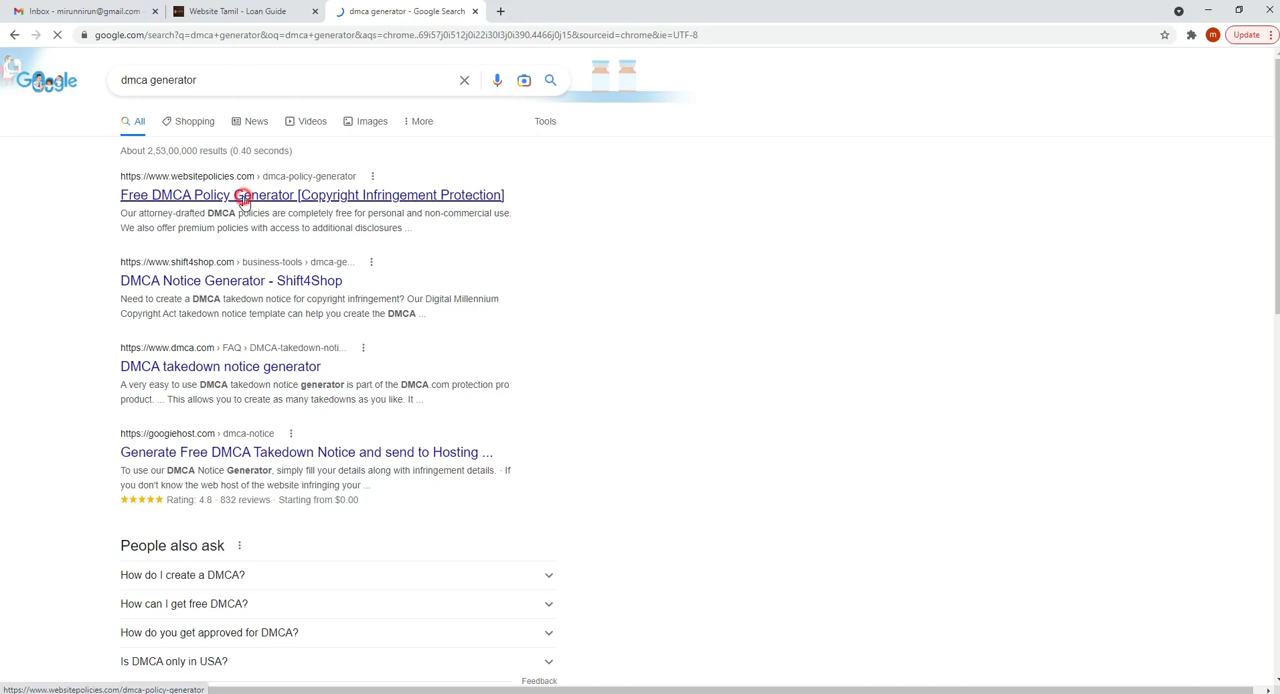 Inbox - mirunnirun@gmail.com
Website Tamil - Loan Guide
dmca generator - Google Search
google.com/search?q=dmca+generator&oq=dmca+generator&aqs=chrome..69i57j0i512j0i22i30l3j0i390.4466j0j15&sourceid=chrome&ie=UTF-8
m
Update
Google
dmca generator
All
Shopping
News
Videos
Images
More
Tools
About 2,53,00,000 results (0.40 seconds)
https://www.websitepolicies.com › dmca-policy-generator
Free DMCA Policy Generator [Copyright Infringement Protection]
Our attorney-drafted DMCA policies are completely free for personal and non-commercial use.
We also offer premium policies with access to additional disclosures ...
https://www.shift4shop.com › business-tools › dmca-ge...
DMCA Notice Generator - Shift4Shop
Need to create a DMCA takedown notice for copyright infringement? Our Digital Millennium
Copyright Act takedown notice template can help you create the DMCA ...
https://www.dmca.com › FAQ › DMCA-takedown-noti...
DMCA takedown notice generator
A very easy to use DMCA takedown notice generator is part of the DMCA.com protection pro
product. ... This allows you to create as many takedowns as you like. It ...
https://googiehost.com › dmca-notice
Generate Free DMCA Takedown Notice and send to Hosting ...
To use our DMCA Notice Generator, simply fill your details along with infringement details. · If
you don't know the web host of the website infringing your ...
Rating: 4.8 · 832 reviews · Starting from $0.00
People also ask
How do I create a DMCA?
How can I get free DMCA?
How do you get approved for DMCA?
Is DMCA only in USA?
Feedback
https://www.websitepolicies.com/dmca-policy-generator